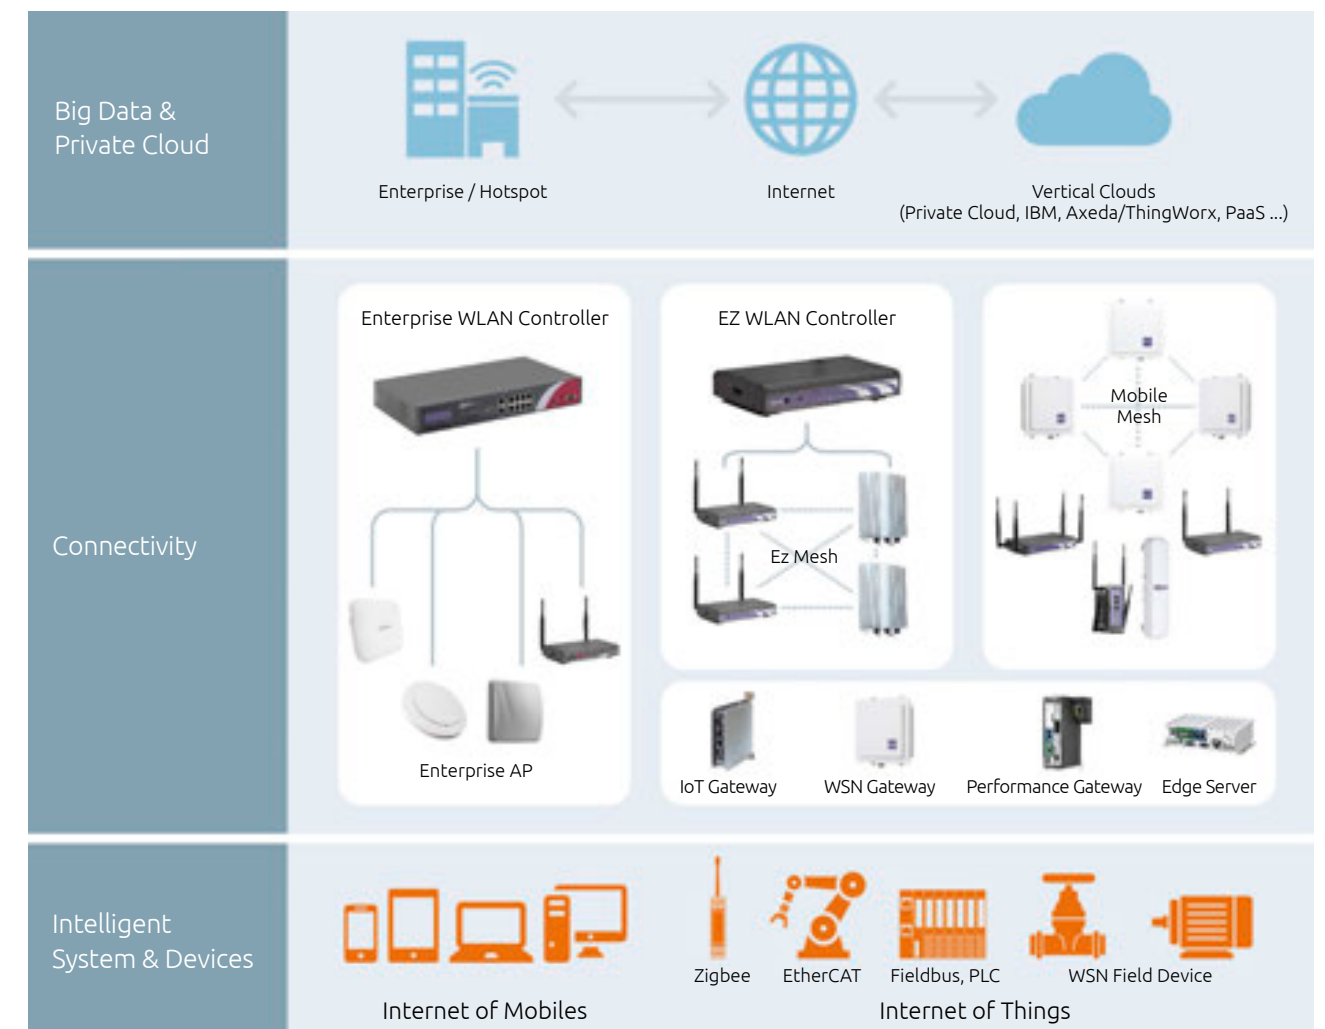 Big Data &
Private Cloud
Enterprise / Hotspot
Internet
Vertical Clouds
(Private Cloud, IBM, Axeda/ThingWorx, PaaS ...)
Connectivity
Enterprise WLAN Controller
Enterprise AP
EZ WLAN Controller
Ez Mesh
Mobile
Mesh
IoT Gateway
WSN Gateway
Performance Gateway
Edge Server
Intelligent
System & Devices
Internet of Mobiles
Zigbee
EtherCAT
Fieldbus, PLC
WSN Field Device
Internet of Things